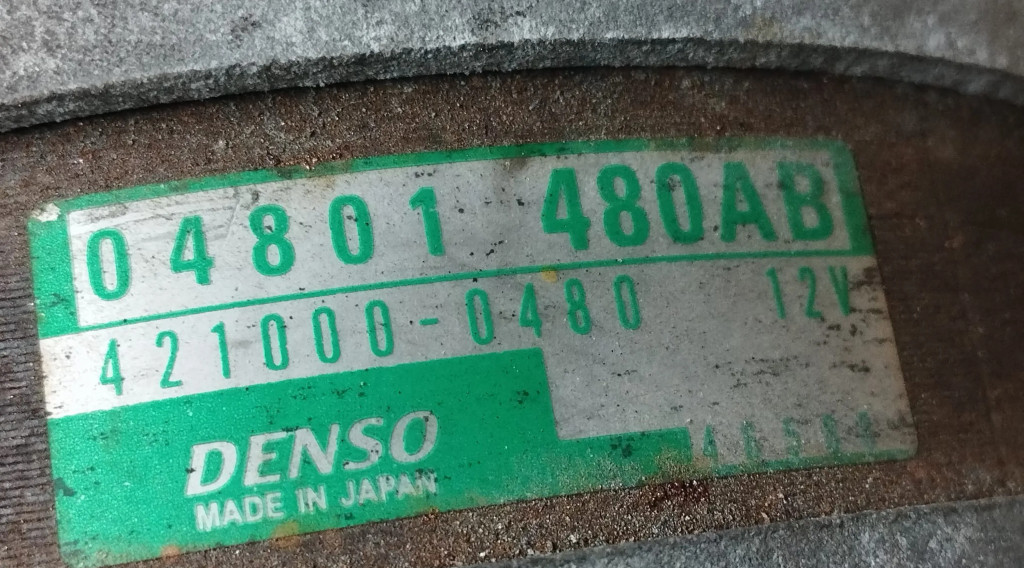 04801 480AB
421000-0480 12V
DENSO
MADE IN JAPAN